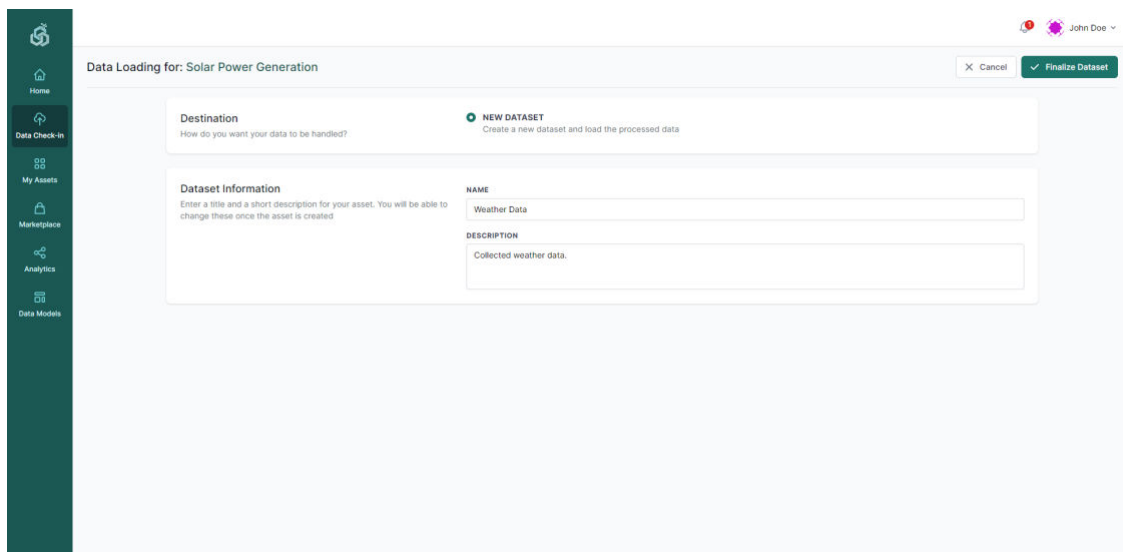 1
John Doe
Data Loading for: Solar Power Generation
Cancel
Finalize Dataset
Home
Data Check-in
My Assets
Marketplace
Analytics
Data Models
Destination
How do you want your data to be handled?
NEW DATASET
Create a new dataset and load the processed data
Dataset Information
Enter a title and a short description for your asset. You will be able to
change these once the asset is created
NAME
Weather Data
DESCRIPTION
Collected weather data.